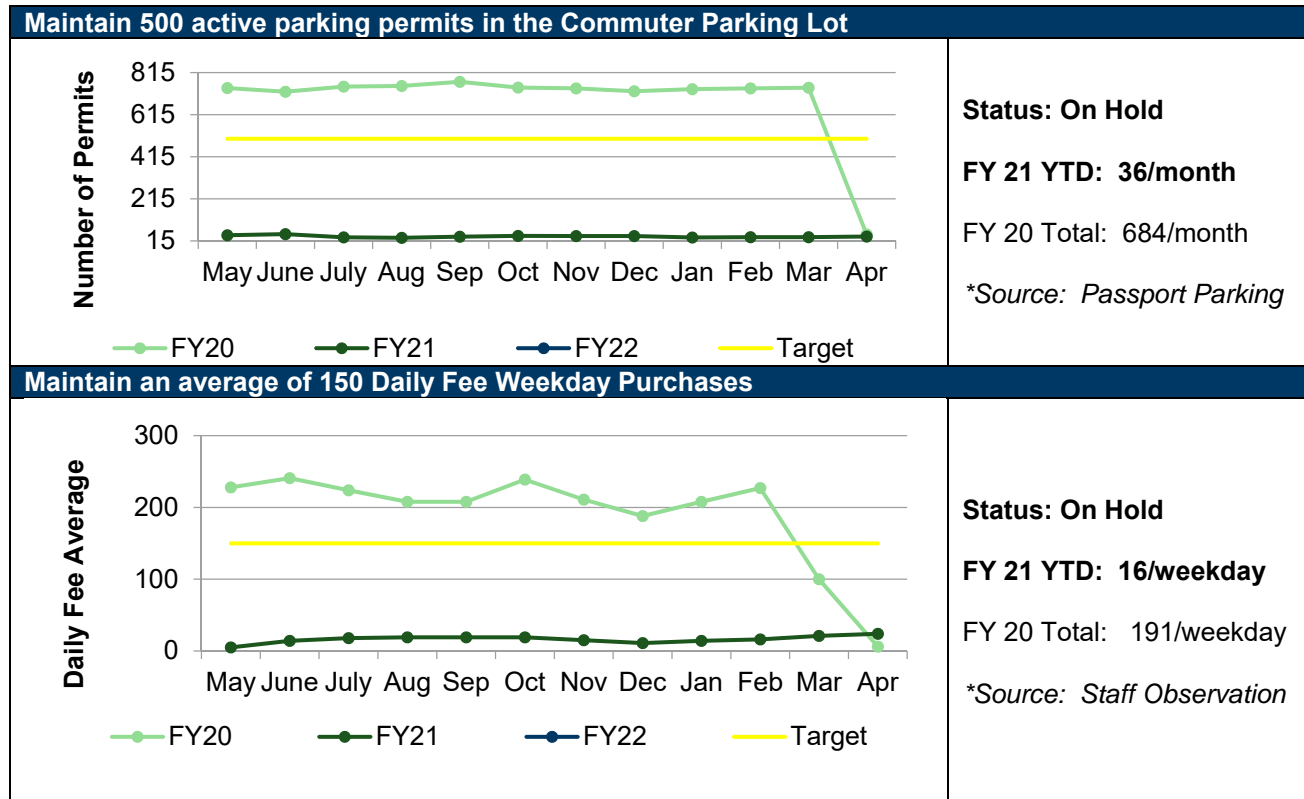 Maintain 500 active parking permits in the Commuter Parking Lot
Number of Permits
815
615
415
215
15
May June July Aug Sep Oct Nov Dec Jan Feb Mar Apr
FY20 FY21 FY22 Target
Status: On Hold
FY 21 YTD: 36/month
FY 20 Total: 684/month
*Source: Passport Parking
Maintain an average of 150 Daily Fee Weekday Purchases
Daily Fee Average
300
200
100
0
May June July Aug Sep Oct Nov Dec Jan Feb Mar Apr
FY20 FY21 FY22 Target
Status: On Hold
FY 21 YTD: 16/weekday
FY 20 Total: 191/weekday
*Source: Staff Observation